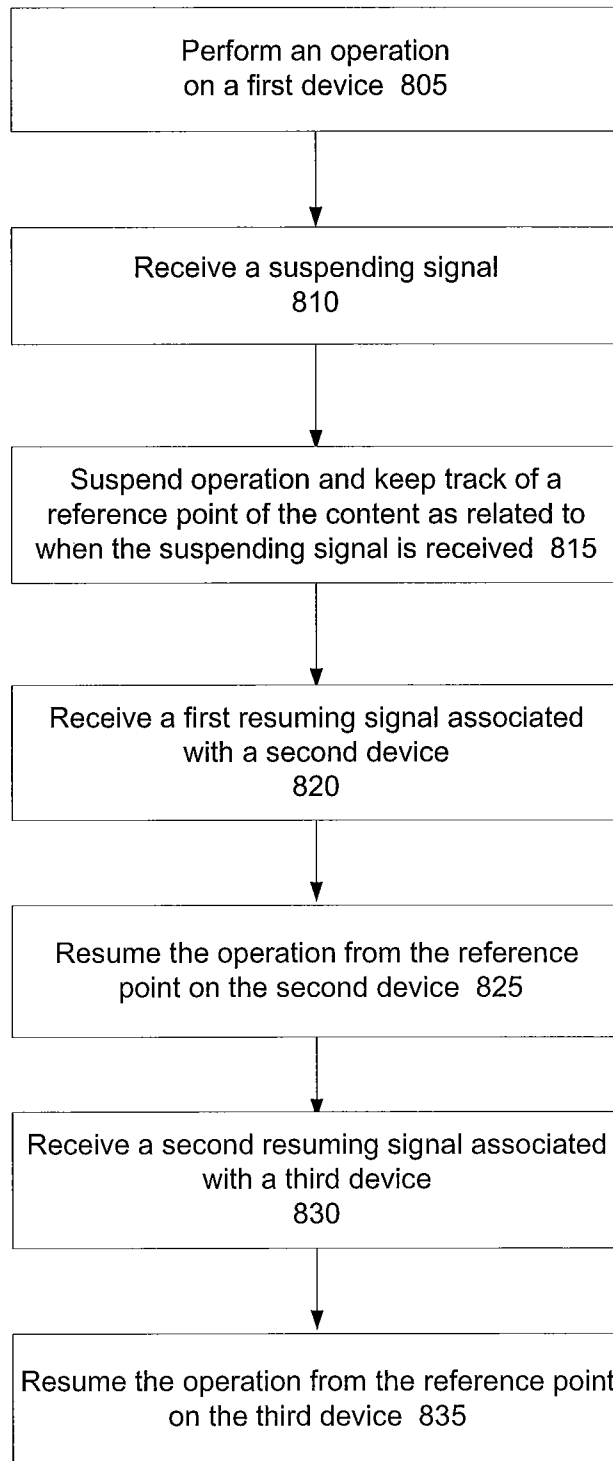 Perform an operation
on a first device 805
Receive a suspending signal
810
Suspend operation and keep track of a
reference point of the content as related to
when the suspending signal is received 815
Receive a first resuming signal associated
with a second device
820
Resume the operation from the reference
point on the second device 825
Receive a second resuming signal associated
with a third device
830
Resume the operation from the reference point
on the third device 835